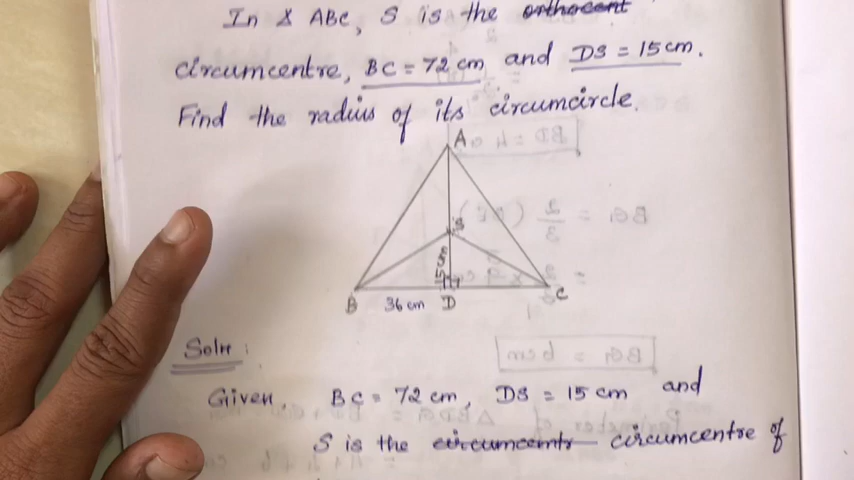 In Δ ABC, S is the orthocent
circumcentre, BC = 72 cm and DS = 15 cm.
Find the radius of its circumcircle.
A
S
15cm
B 36 cm D C
Soln :
Given, BC = 72 cm, DS = 15 cm and
S is the circumcentr circumcentre of